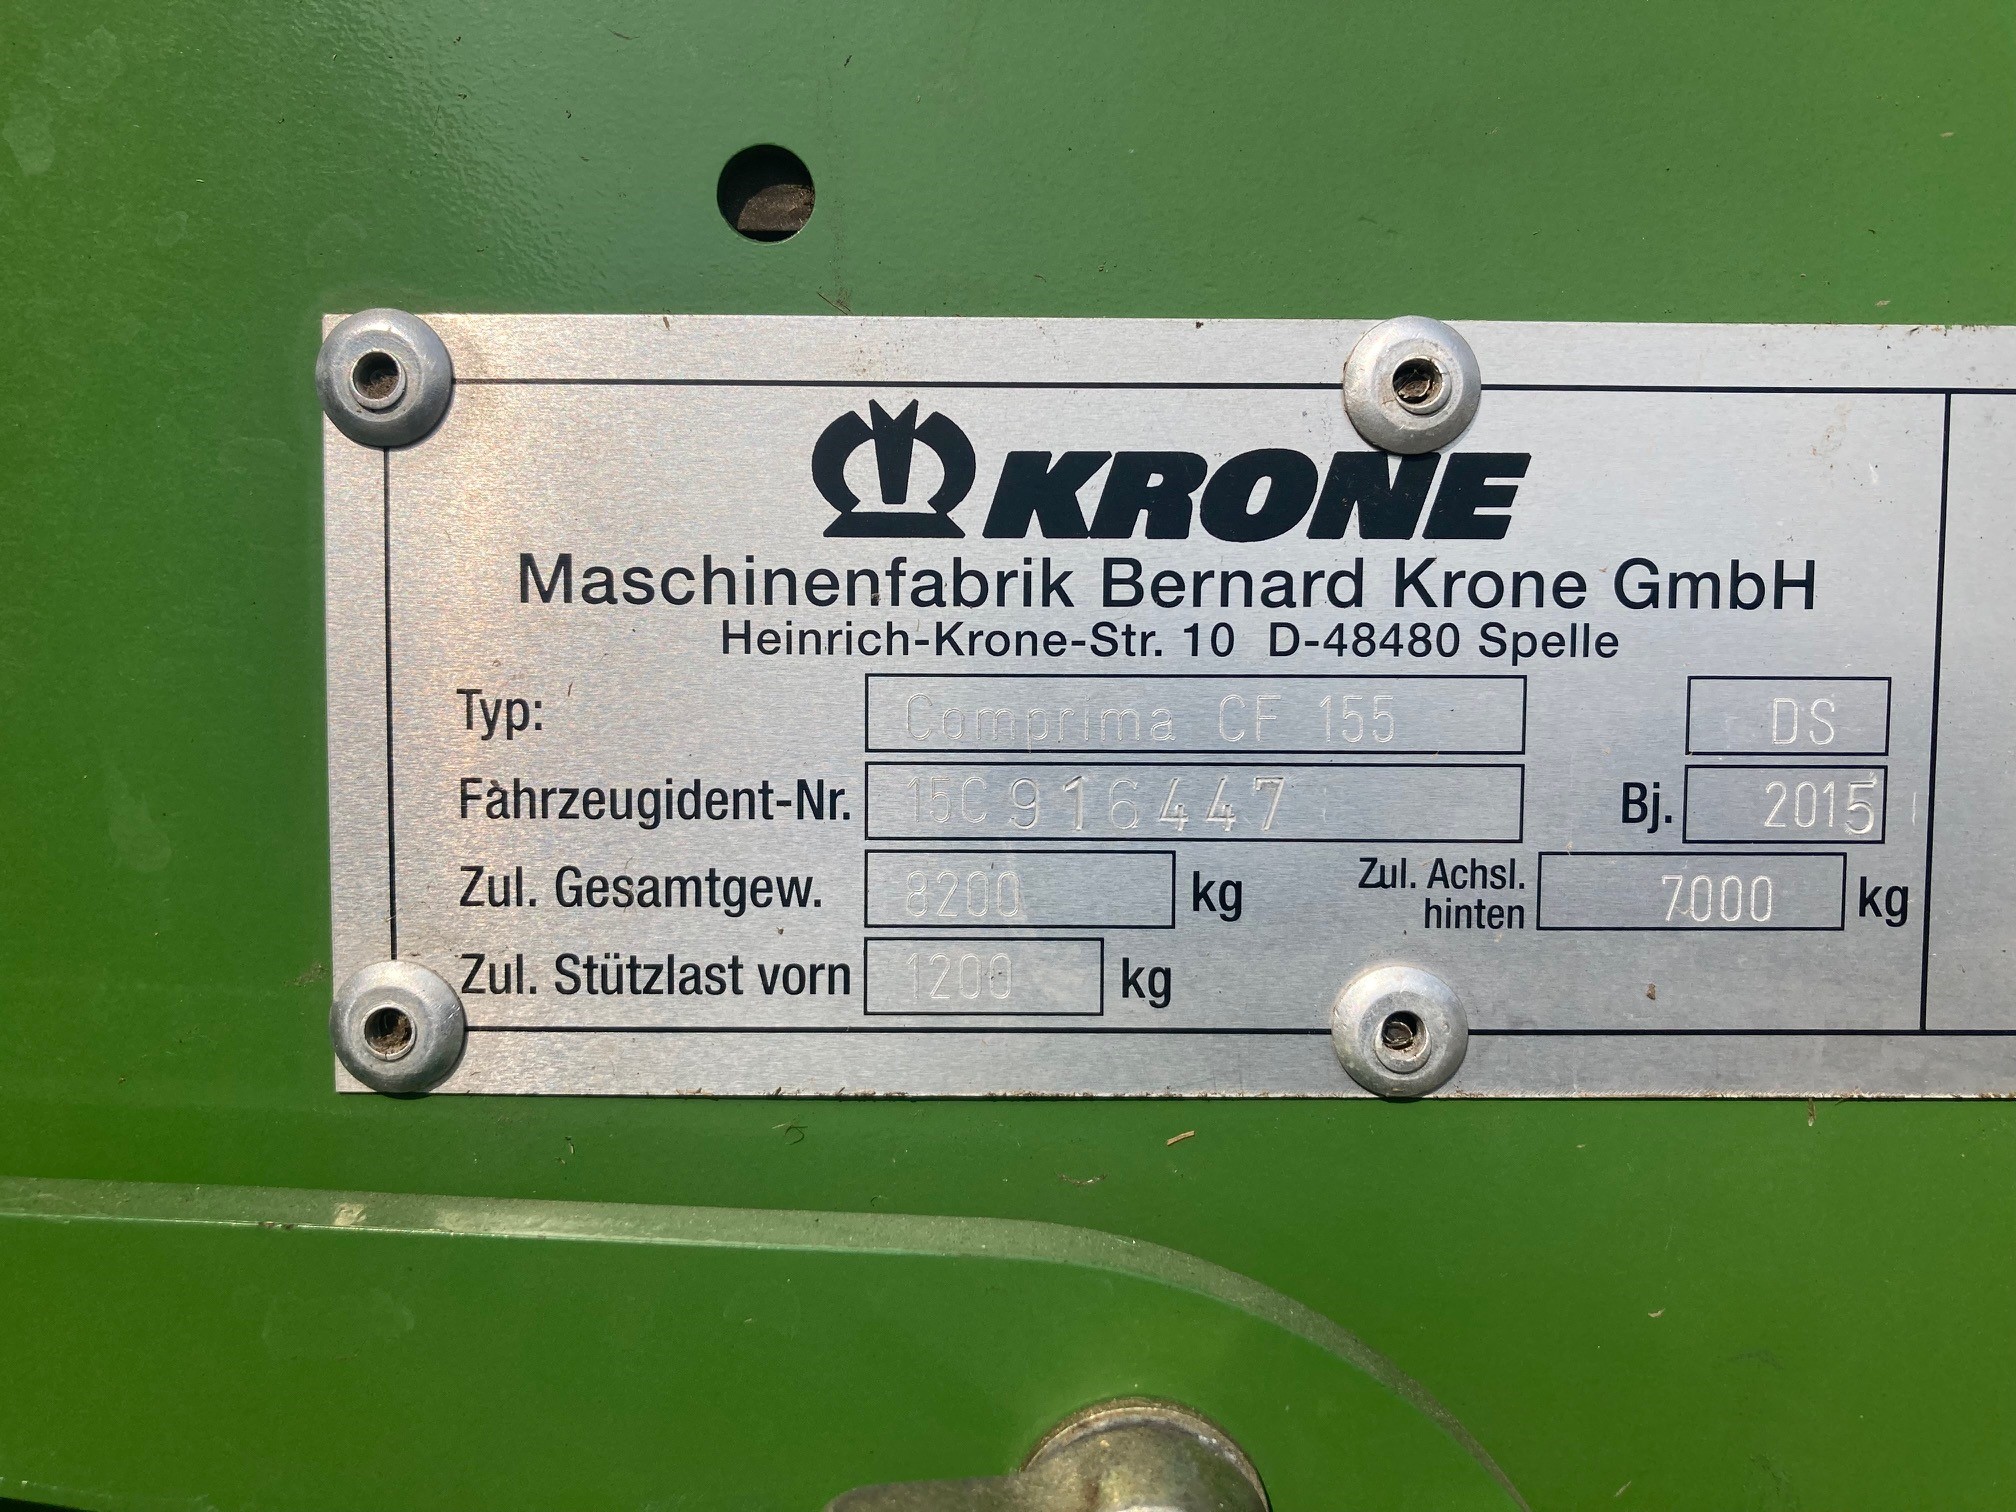 KRONE
Maschinenfabrik Bernard Krone GmbH
Heinrich-Krone-Str. 10 D-48480 Spelle
Typ: Comprima CF 155 DS
Fahrzeugident-Nr. 15C916447 Bj. 2015
Zul. Gesamtgew. 8200 kg Zul. Achsl. hinten 7000 kg
Zul. Stützlast vorn 1200 kg